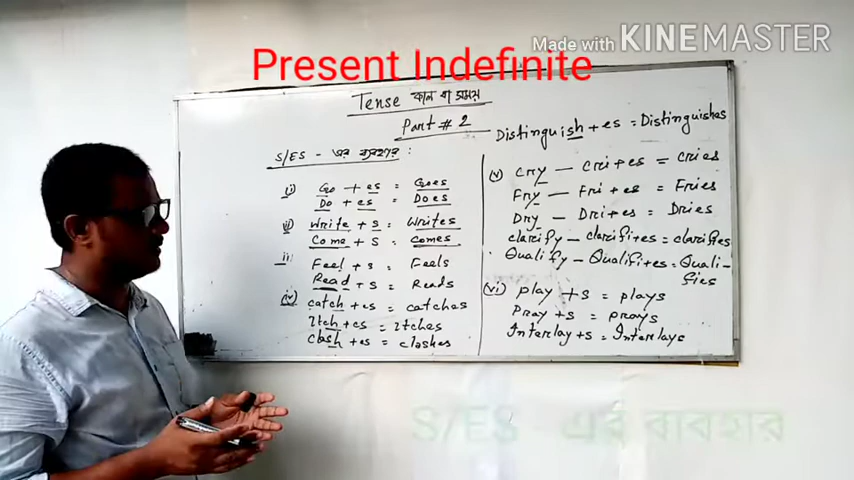 Made with KINEMASTER
Present Indefinite
Tense কাল বা সময়
Part # 2
S/ES - এর ব্যবহার :
(i) Go + es = Goes
Do + es = Does
(ii) Write + s = Writes
Come + s = comes
iii Feel + s = Feels
Read + s = Reads
(iv) catch + es = catches
Itch + es = Itches
clash + es = clashes
Distinguish + es = Distinguishes
(v) cry — cri + es = cries
Fry — Fri + es = Fries
Dry — Dri + es = Dries
clarify — clarifi + es = clarifies
Qualify — Qualifi + es = Quali-
fies
(vi) play + s = plays
Pray + s = prays
Interlay + s = Interlays
S/ES এর ব্যবহার